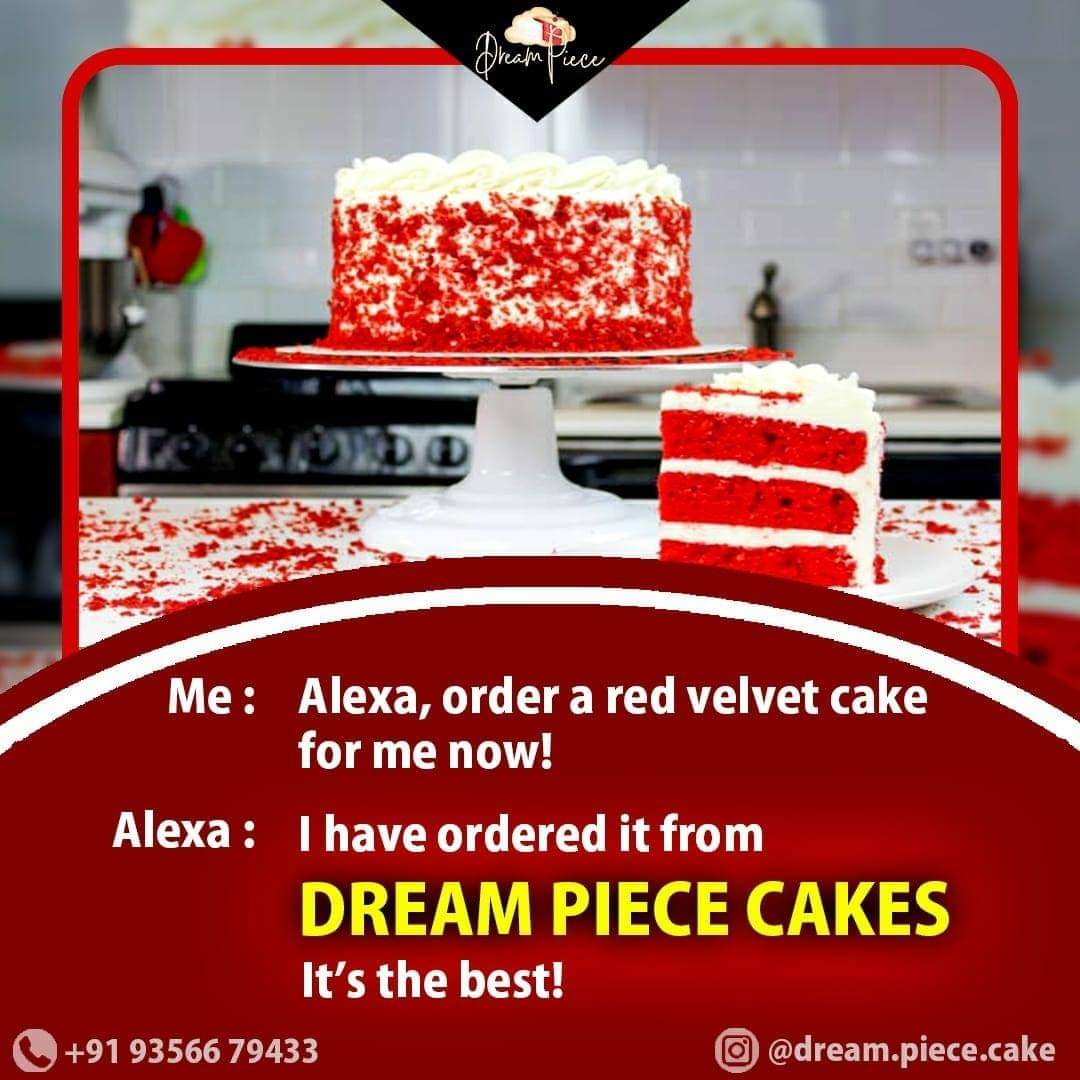 Dream Piece
Me : Alexa, order a red velvet cake
for me now!
Alexa : I have ordered it from
DREAM PIECE CAKES
It's the best!
+91 93566 79433
@dream.piece.cake